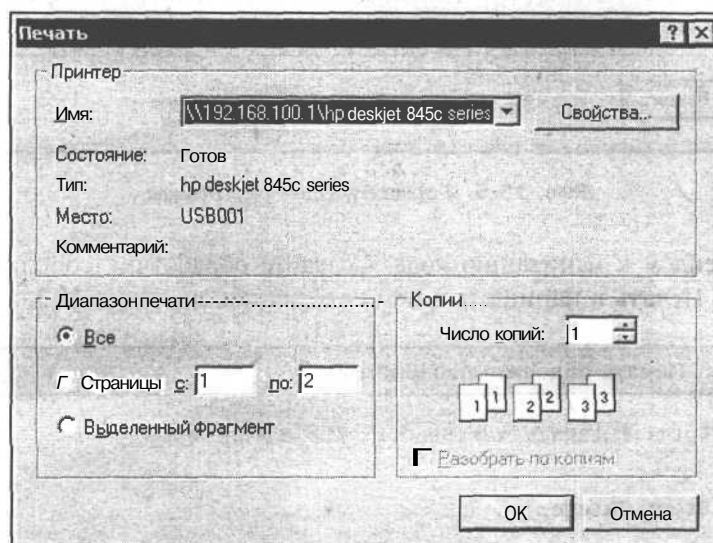 Печать
Принтер
Имя: \\192.168.100.1\hp deskjet 845c series Свойства...
Состояние: Готов
Тип: hp deskjet 845c series
Место: USB001
Комментарий:
Диапазон печати
Все
Страницы с: 1 по: 2
Выделенный фрагмент
Копии
Число копий: 1
1 1 2 2 3 3
Разобрать по копиям
OK Отмена